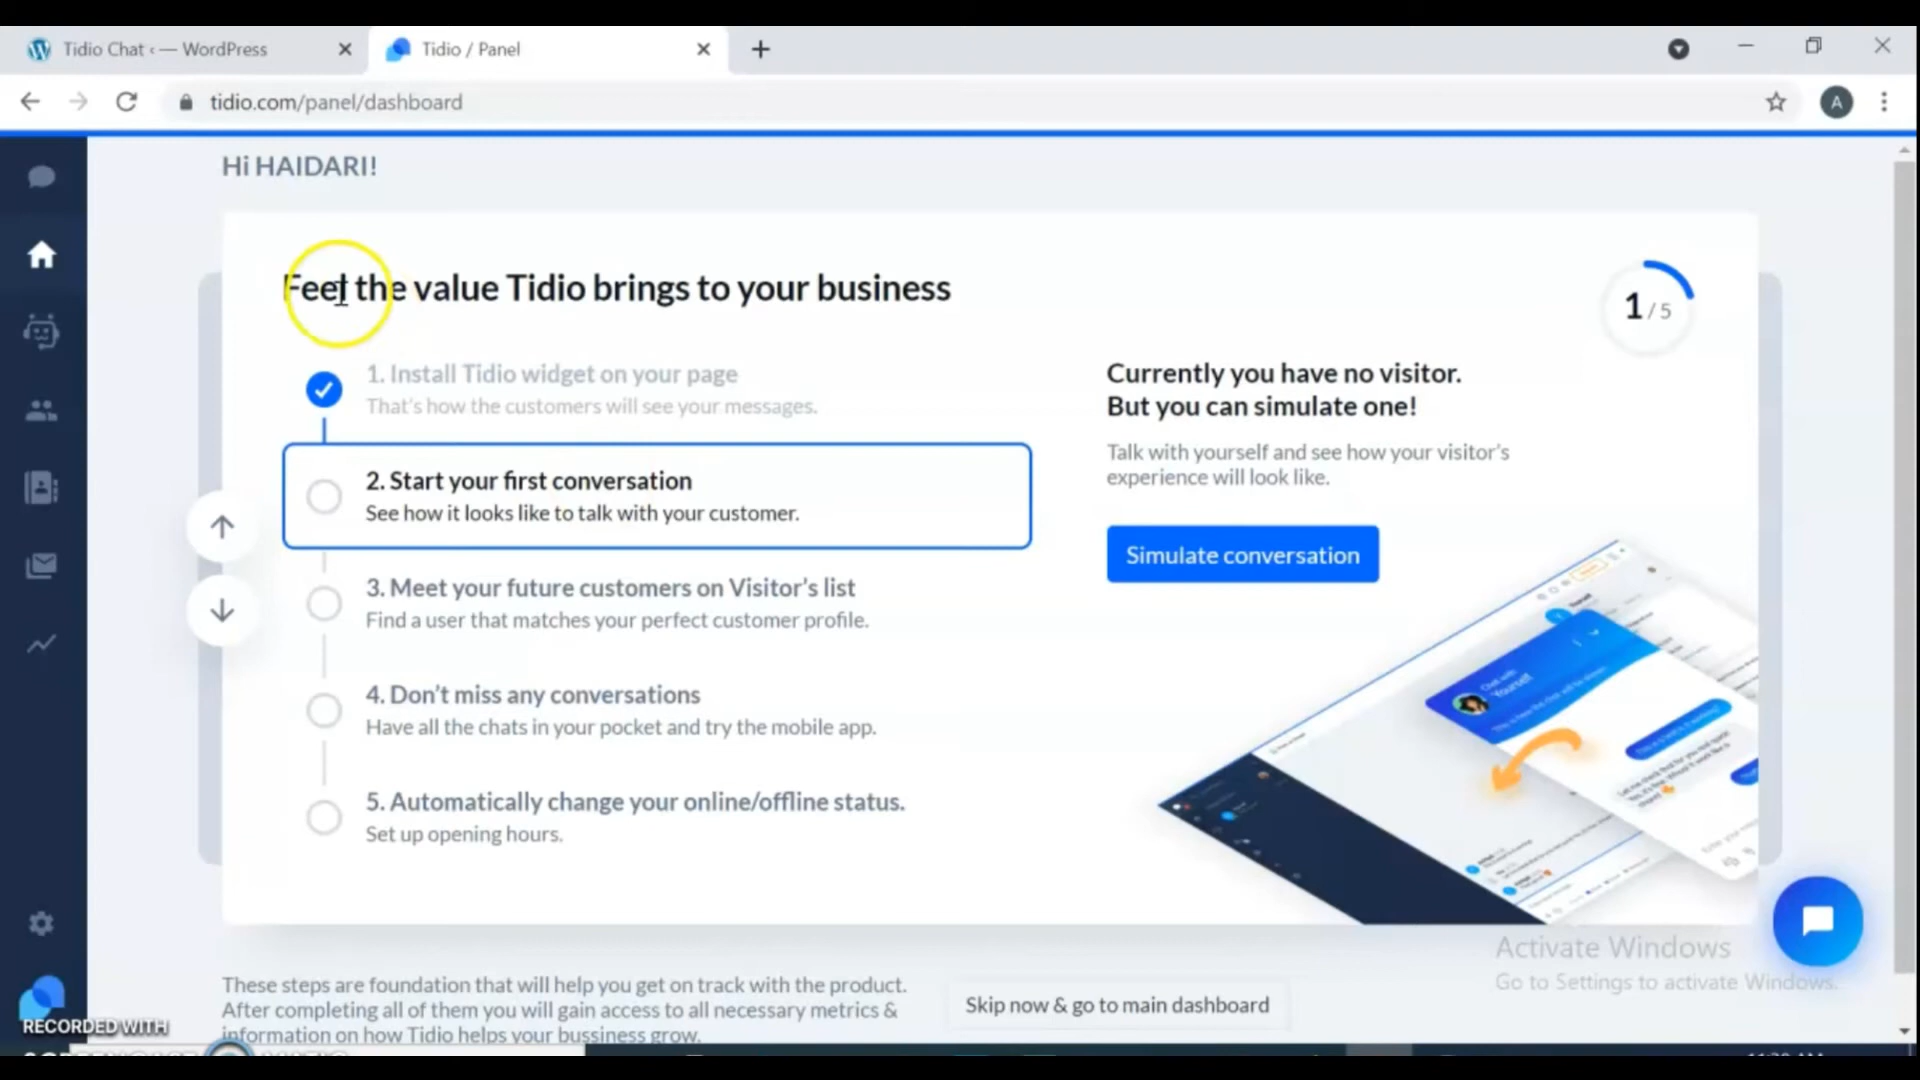 Tidio Chat ‹ — WordPress
Tidio / Panel
tidio.com/panel/dashboard
A
Hi HAIDARI!
Feel the value Tidio brings to your business
1 / 5
1. Install Tidio widget on your page
That's how the customers will see your messages.
2. Start your first conversation
See how it looks like to talk with your customer.
3. Meet your future customers on Visitor's list
Find a user that matches your perfect customer profile.
4. Don't miss any conversations
Have all the chats in your pocket and try the mobile app.
5. Automatically change your online/offline status.
Set up opening hours.
Currently you have no visitor.
But you can simulate one!
Talk with yourself and see how your visitor's
experience will look like.
Simulate conversation
Chat with
Yourself
Activate Windows
Go to Settings to activate Windows.
These steps are foundation that will help you get on track with the product.
After completing all of them you will gain access to all necessary metrics &
information on how Tidio helps your bussiness grow.
Skip now & go to main dashboard
RECORDED WITH